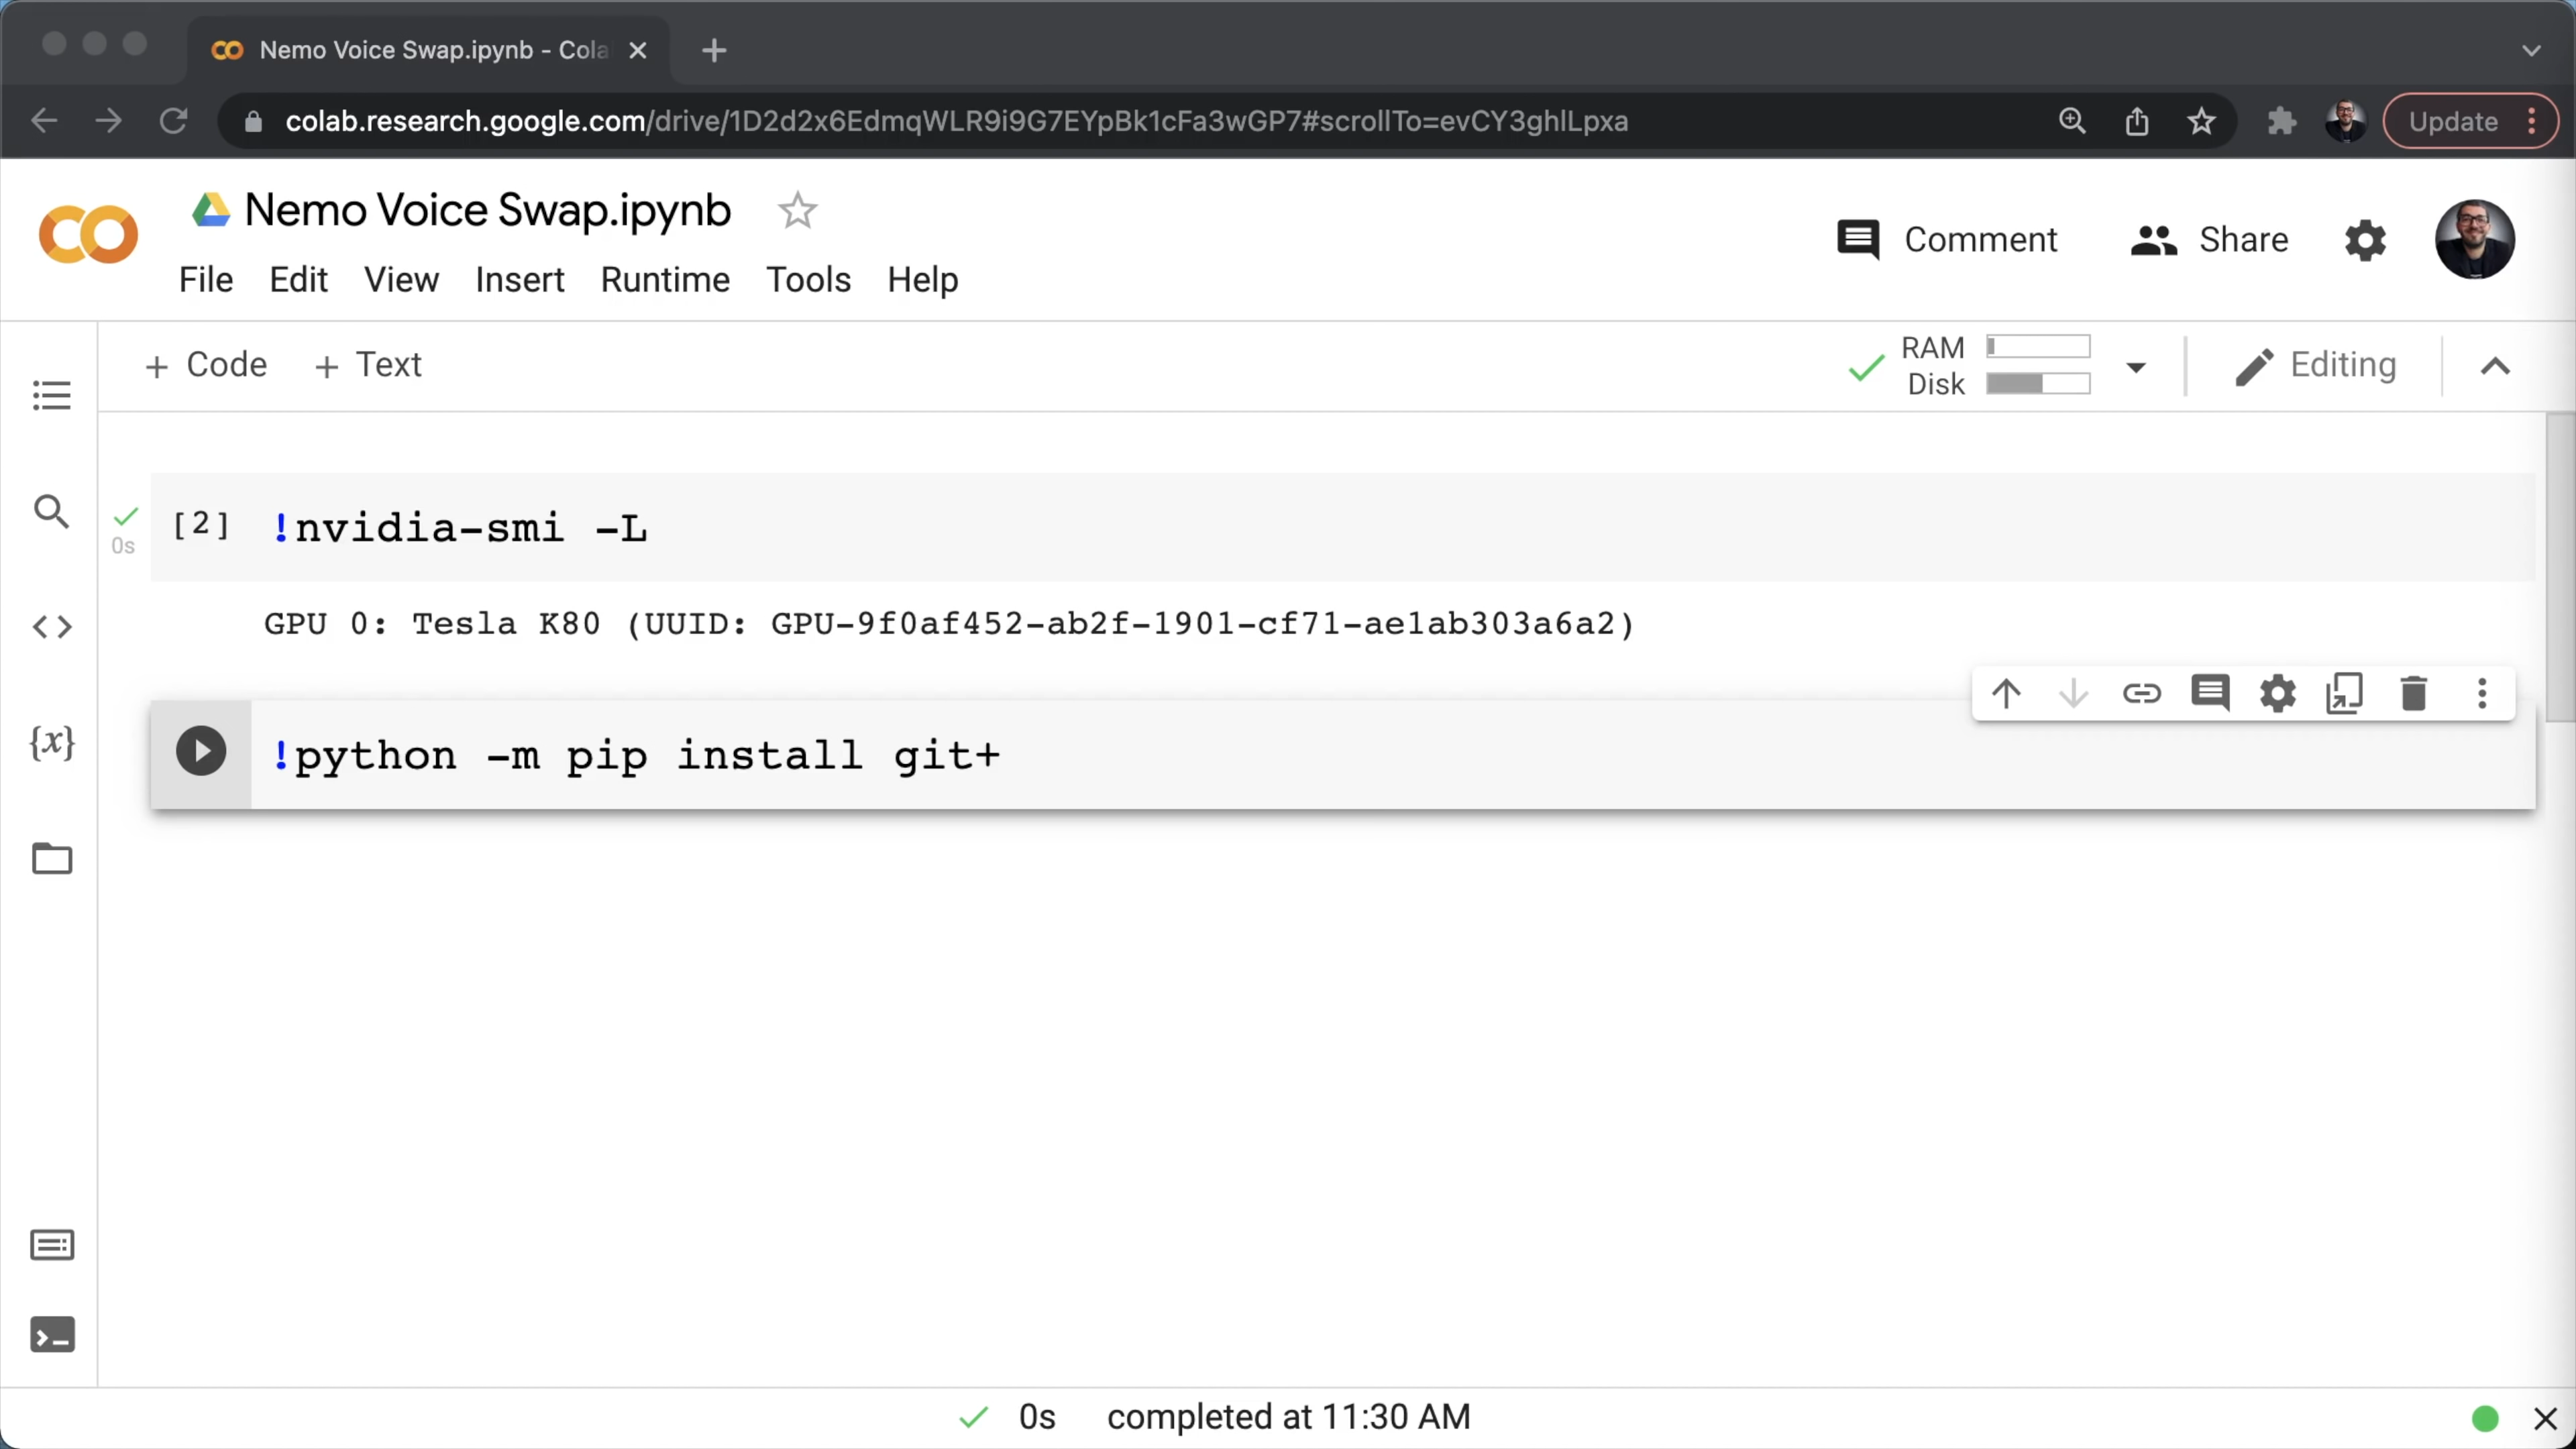 Nemo Voice Swap.ipynb - Cola
colab.research.google.com/drive/1D2d2x6EdmqWLR9i9G7EYpBk1cFa3wGP7#scrollTo=evCY3ghlLpxa
Update
Nemo Voice Swap.ipynb
Comment
Share
File Edit View Insert Runtime Tools Help
+ Code + Text
RAM
Disk
Editing
[2] !nvidia-smi -L
0s
GPU 0: Tesla K80 (UUID: GPU-9f0af452-ab2f-1901-cf71-ae1ab303a6a2)
{x}
!python -m pip install git+
0s completed at 11:30 AM